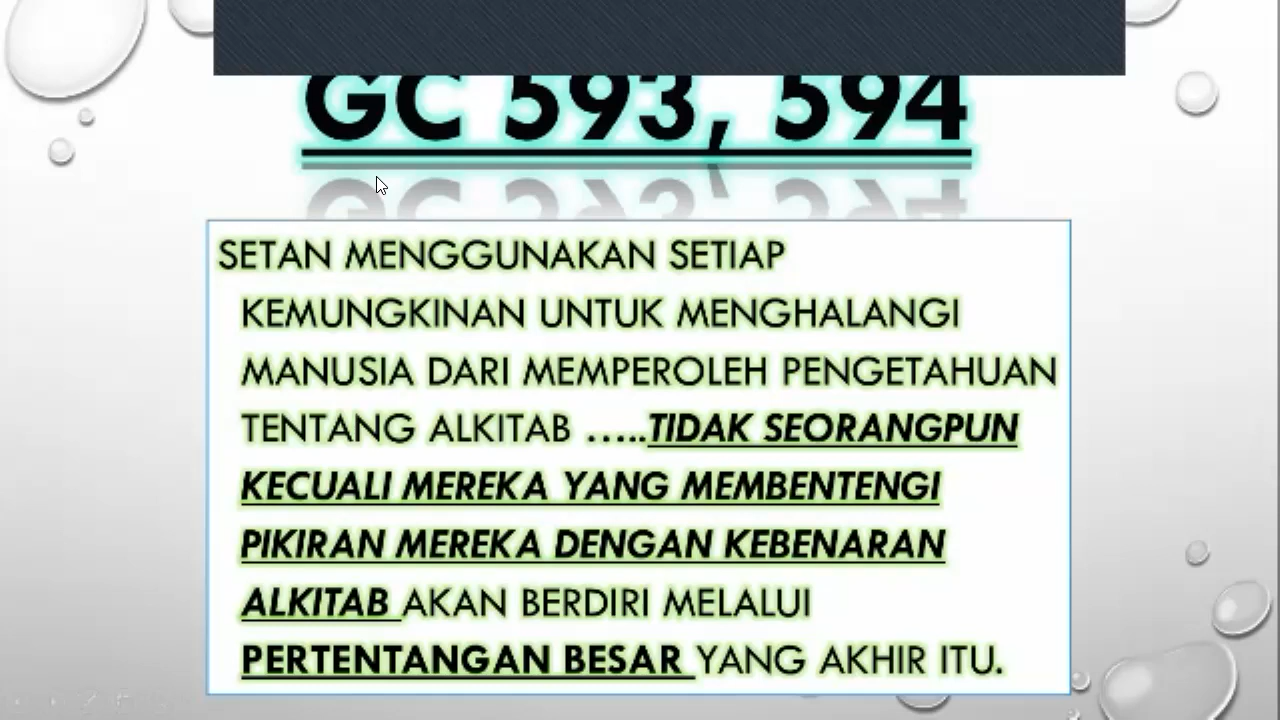 GC 593, 594
SETAN MENGGUNAKAN SETIAP
KEMUNGKINAN UNTUK MENGHALANGI
MANUSIA DARI MEMPEROLEH PENGETAHUAN
TENTANG ALKITAB …..TIDAK SEORANGPUN
KECUALI MEREKA YANG MEMBENTENGI
PIKIRAN MEREKA DENGAN KEBENARAN
ALKITAB AKAN BERDIRI MELALUI
PERTENTANGAN BESAR YANG AKHIR ITU.